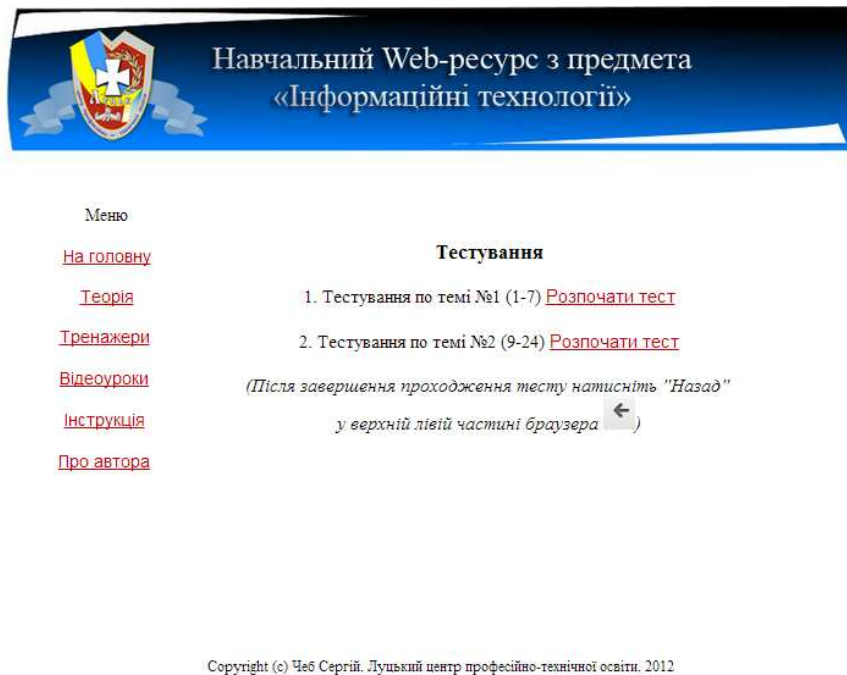 Навчальний Web-ресурс з предмета
«Інформаційні технології»
Меню
На головну
Теорія
Тренажери
Відеоуроки
Інструкція
Про автора
Тестування
1. Тестування по темі №1 (1-7) Розпочати тест
2. Тестування по темі №2 (9-24) Розпочати тест
(Після завершення проходження тесту натисніть "Назад"
у верхній лівій частині браузера )
Copyright (c) Чеб Сергій. Луцький центр професійно-технічної освіти. 2012